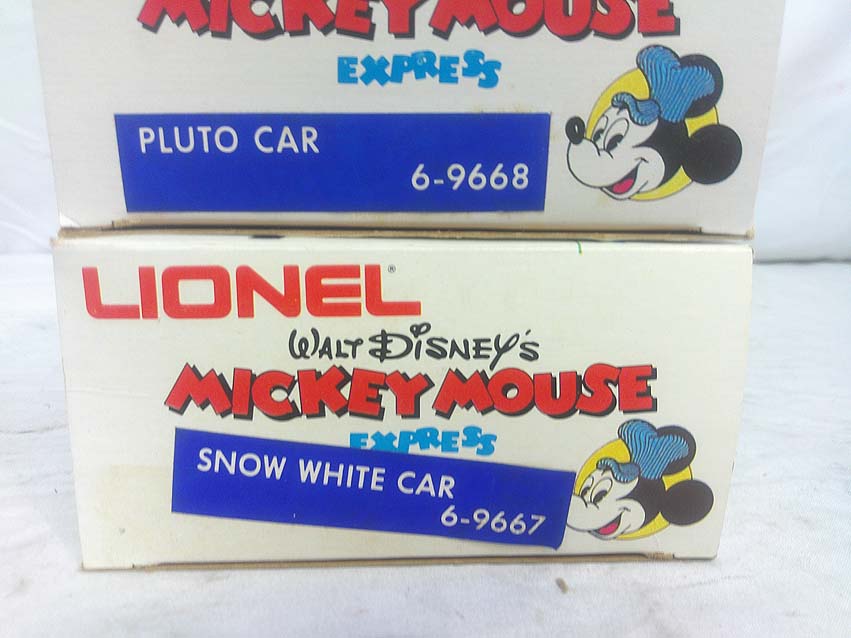 MICKEY MOUSE
EXPRESS
PLUTO CAR
6-9668
LIONEL®
WALT DISNEY'S
MICKEY MOUSE
EXPRESS
SNOW WHITE CAR
6-9667